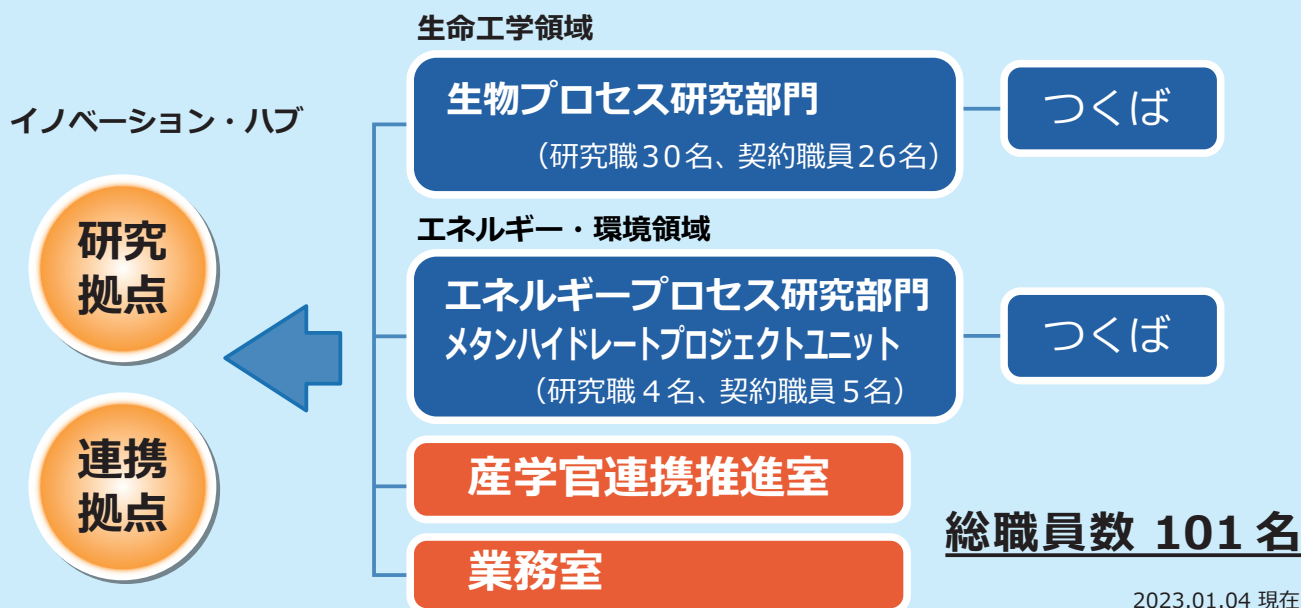 イノベーション・ハブ
研究
拠点
連携
拠点
生命工学領域
生物プロセス研究部門
（研究職30名、契約職員26名）
つくば
エネルギー・環境領域
エネルギープロセス研究部門
メタンハイドレートプロジェクトユニット
（研究職４名、契約職員５名）
つくば
産学官連携推進室
業務室
総職員数 101 名
2023.01.04 現在